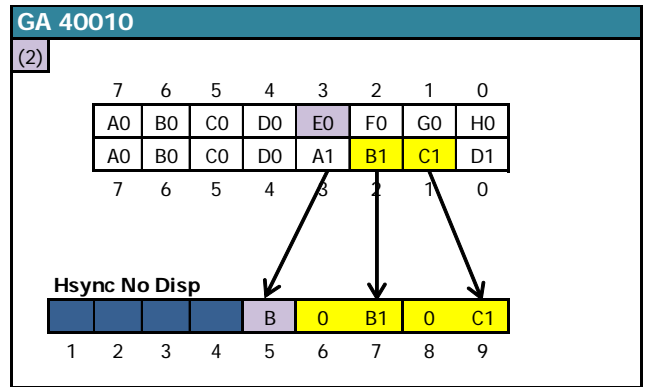 GA 40010
(2)
7 6 5 4 3 2 1 0
A0 B0 C0 D0 E0 F0 G0 H0
A0 B0 C0 D0 A1 B1 C1 D1
7 6 5 4 3 2 1 0
Hsync No Disp
B 0 B1 0 C1
1 2 3 4 5 6 7 8 9